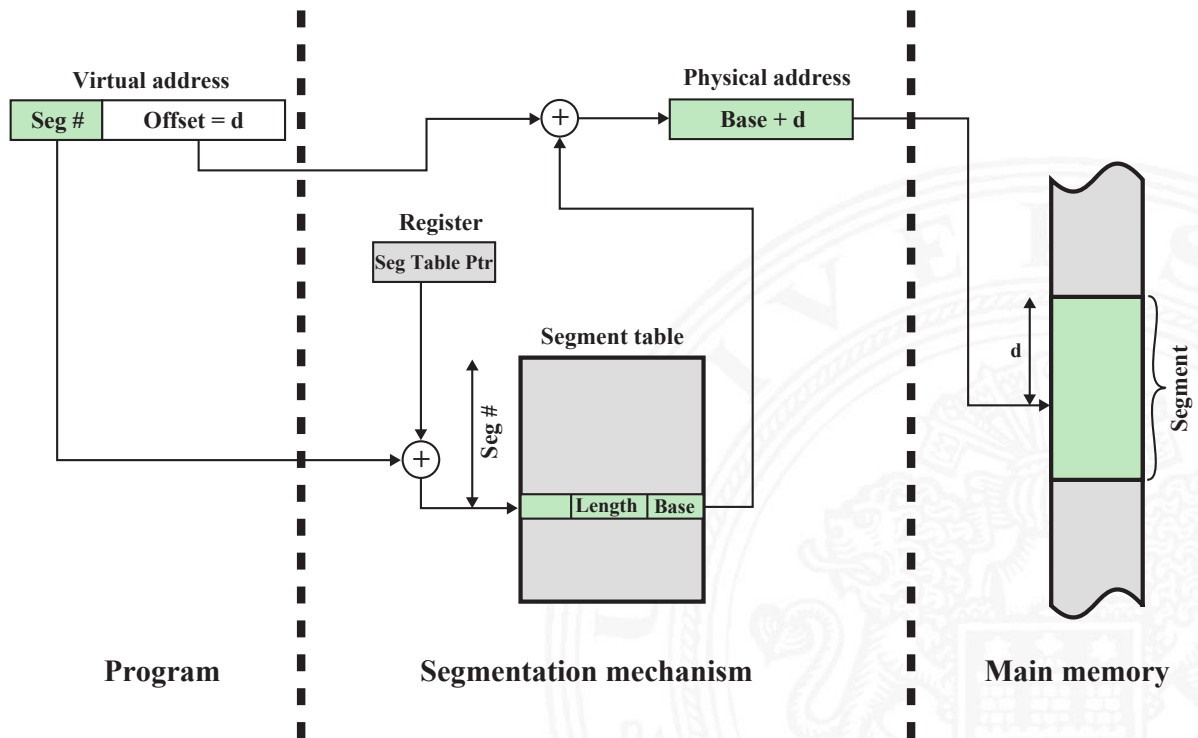 Virtual address
Seg #
Offset = d
+
Physical address
Base + d
Register
Seg Table Ptr
Segment table
Seg #
+
Length
Base
d
Segment
Program
Segmentation mechanism
Main memory